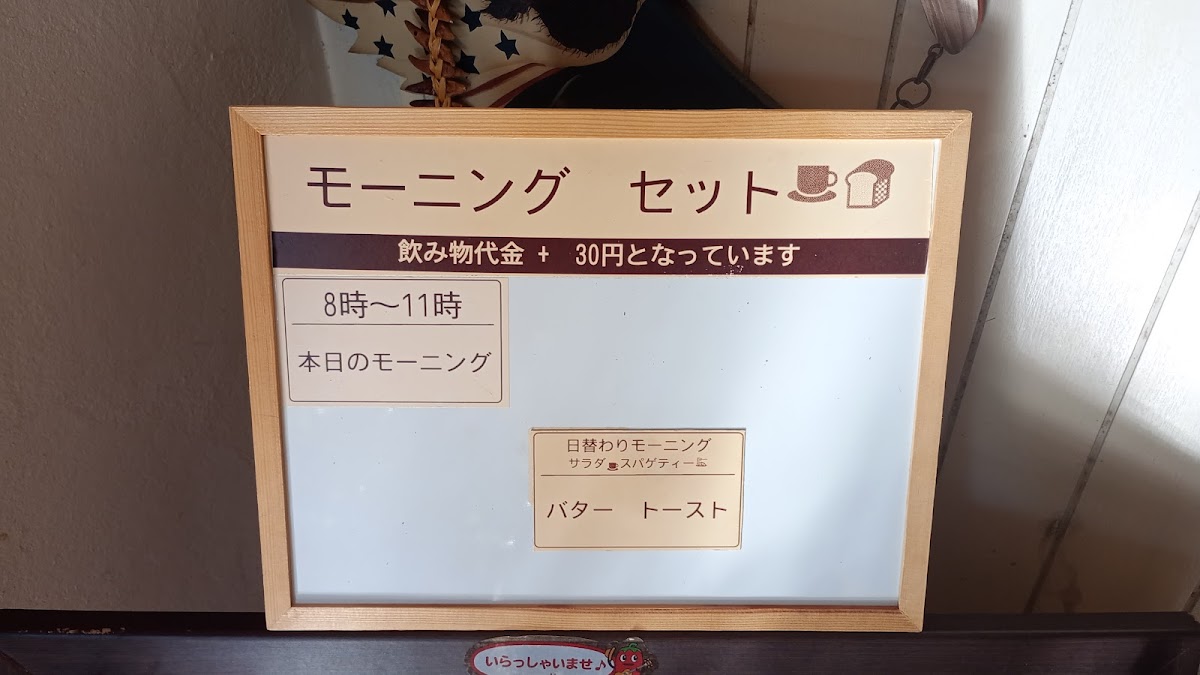 モーニング　セット
飲み物代金 +　30円となっています
8時～11時
本日のモーニング
日替わりモーニング
サラダ スパゲティー
バター　トースト
いらっしゃいませ♪